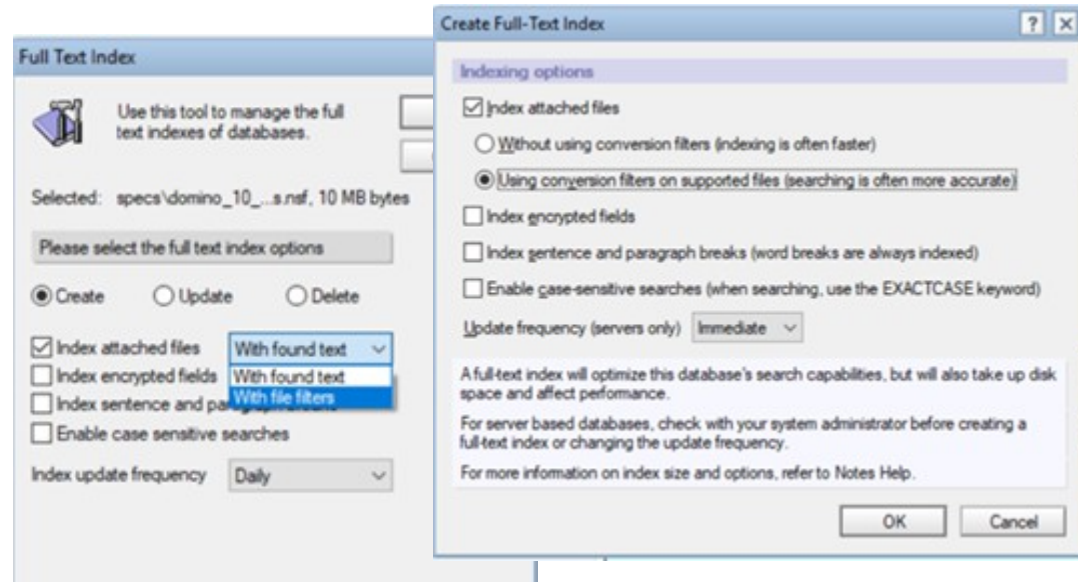 Full Text Index
Use this tool to manage the full
text indexes of databases.
Selected: specs\domino_10_...s.nsf, 10 MB bytes
Please select the full text index options
Create Update Delete
Index attached files With found text
With found text
Index encrypted fields
With file filters
Index sentence and
Enable case sensitive searches
Index update frequency Daily
Create Full-Text Index
Indexing options
Index attached files
Without using conversion filters (indexing is often faster)
Using conversion filters on supported files (searching is often more accurate)
Index encrypted fields
Index sentence and paragraph breaks (word breaks are always indexed)
Enable case-sensitive searches (when searching, use the EXACTCASE keyword)
Update frequency (servers only) Immediate
A full-text index will optimize this database's search capabilities, but will also take up disk
space and affect performance.
For server based databases, check with your system administrator before creating a
full-text index or changing the update frequency.
For more information on index size and options, refer to Notes Help.
OK Cancel